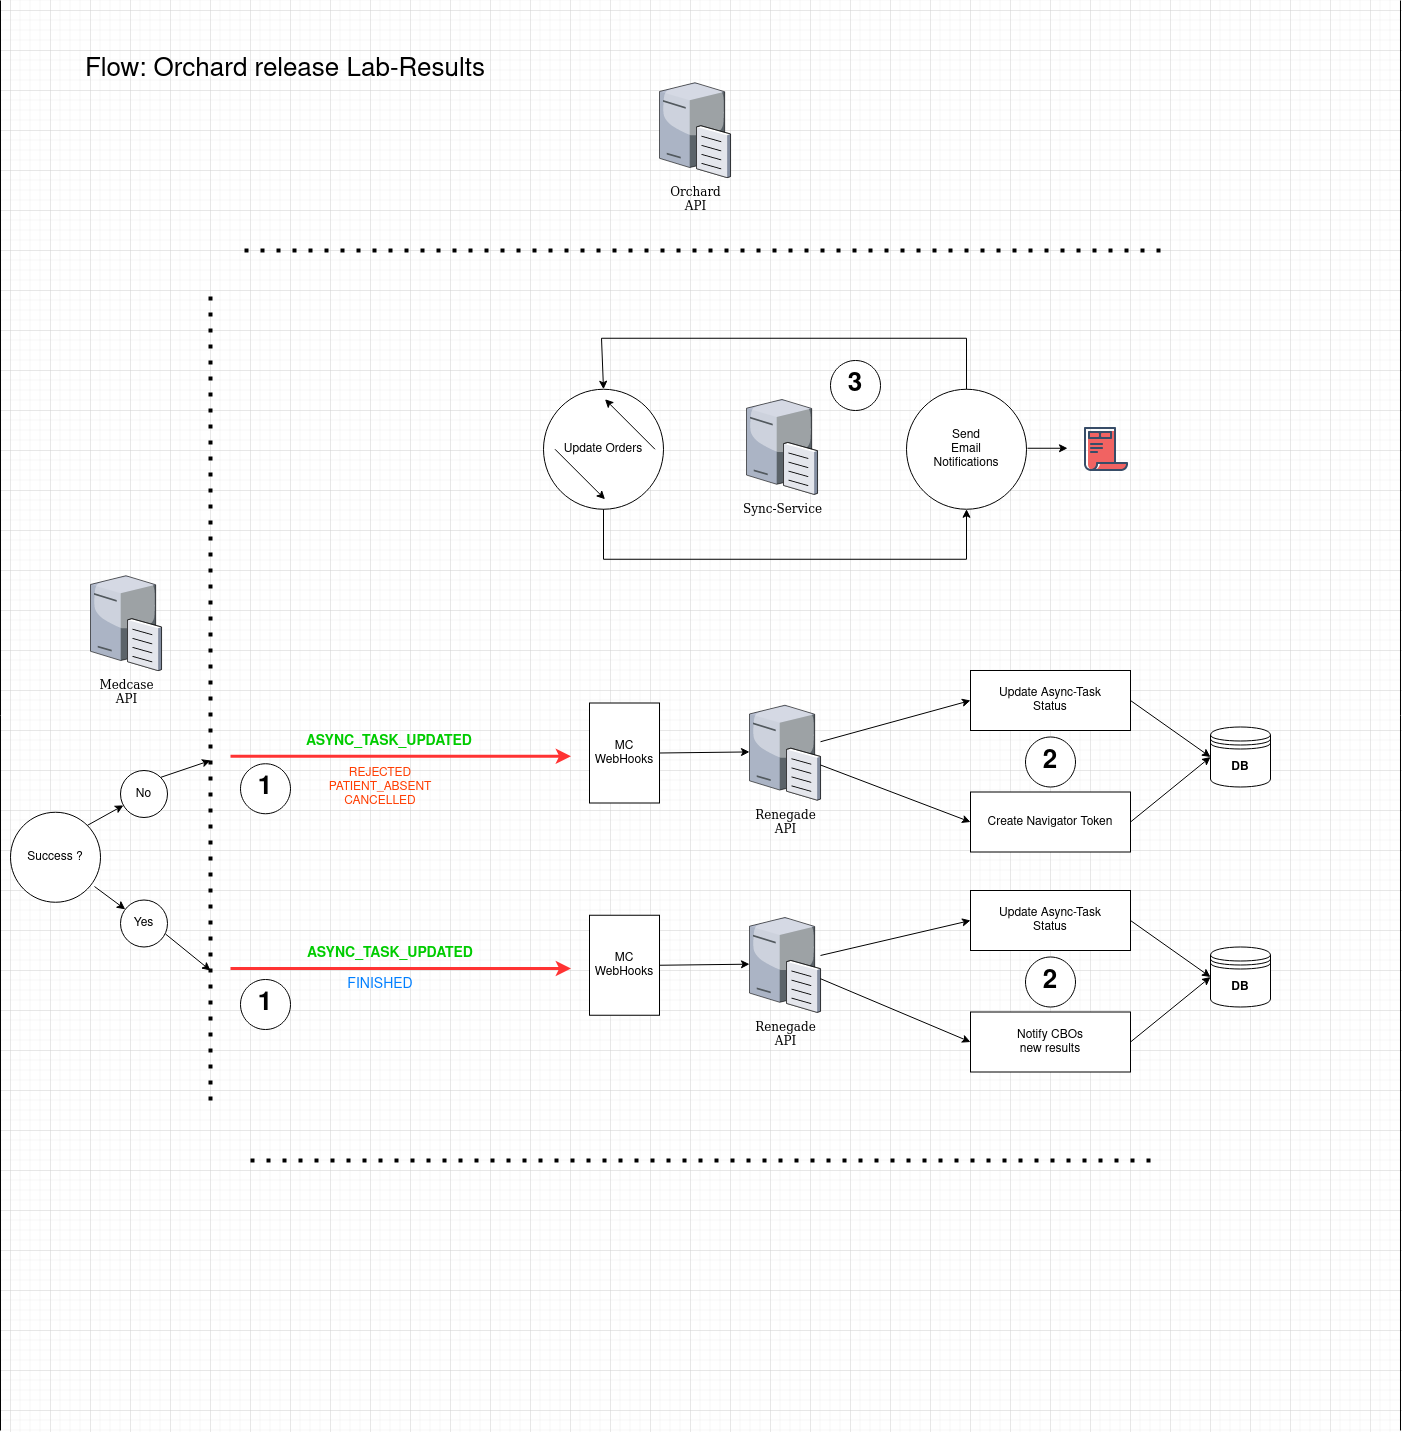 Flow: Orchard release Lab-Results
Orchard
API
3
Update Orders
Send
Email
Notifications
Sync-Service
Medcase
API
Success ?
No
Yes
ASYNC_TASK_UPDATED
1
REJECTED
PATIENT_ABSENT
CANCELLED
MC
WebHooks
Renegade
API
Update Async-Task
Status
2
Create Navigator Token
DB
ASYNC_TASK_UPDATED
1
FINISHED
MC
WebHooks
Renegade
API
Update Async-Task
Status
2
Notify CBOs
new results
DB